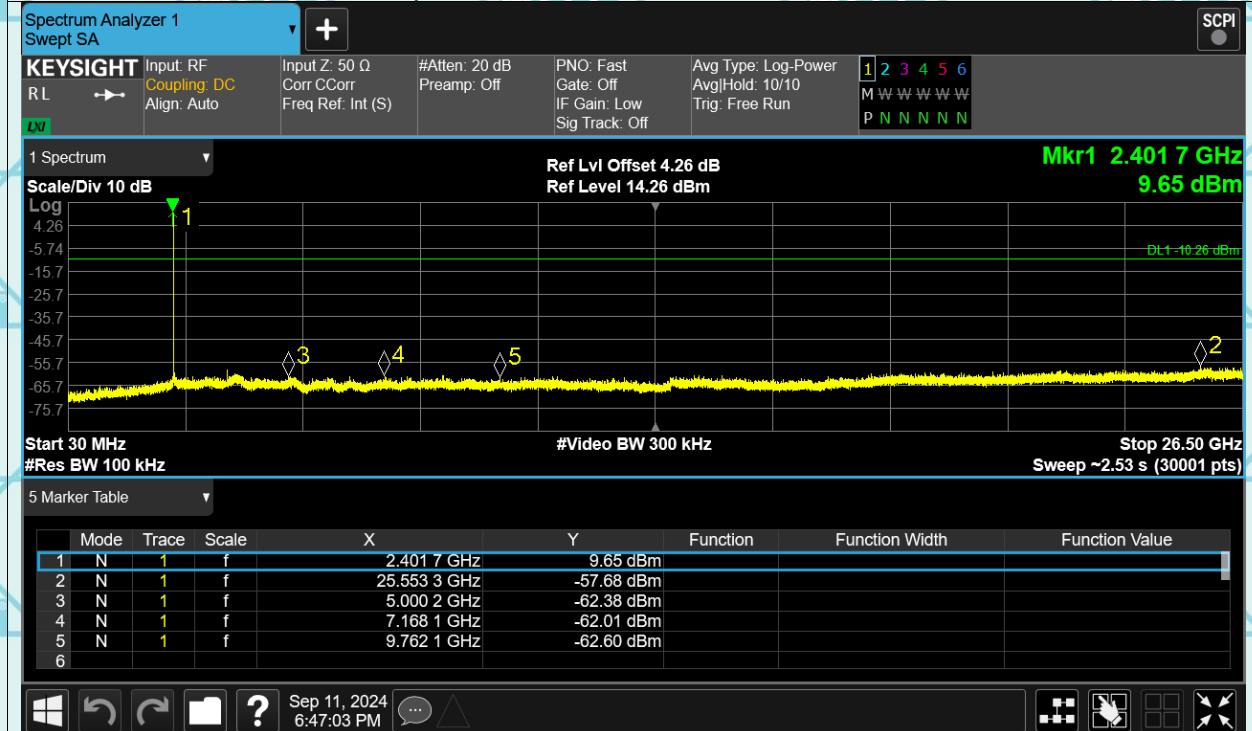 Spectrum Analyzer 1
Swept SA
+
SCPI
KEYSIGHT
R L
LXI
Input: RF
Coupling: DC
Align: Auto
Input Z: 50 Ω
Corr CCorr
Freq Ref: Int (S)
#Atten: 20 dB
Preamp: Off
PNO: Fast
Gate: Off
IF Gain: Low
Sig Track: Off
Avg Type: Log-Power
Avg|Hold: 10/10
Trig: Free Run
1 2 3 4 5 6
M W W W W W
P N N N N N
1 Spectrum
Scale/Div 10 dB
Ref Lvl Offset 4.26 dB
Ref Level 14.26 dBm
Mkr1 2.401 7 GHz
9.65 dBm
Log
4.26
-5.74
-15.7
-25.7
-35.7
-45.7
-55.7
-65.7
-75.7
1
DL1 -10.26 dBm
3
4
5
2
Start 30 MHz
#Video BW 300 kHz
Stop 26.50 GHz
#Res BW 100 kHz
Sweep ~2.53 s (30001 pts)
5 Marker Table
Mode Trace Scale X Y Function Function Width Function Value
1 N 1 f 2.401 7 GHz 9.65 dBm
2 N 1 f 25.553 3 GHz -57.68 dBm
3 N 1 f 5.000 2 GHz -62.38 dBm
4 N 1 f 7.168 1 GHz -62.01 dBm
5 N 1 f 9.762 1 GHz -62.60 dBm
6
?
Sep 11, 2024
6:47:03 PM